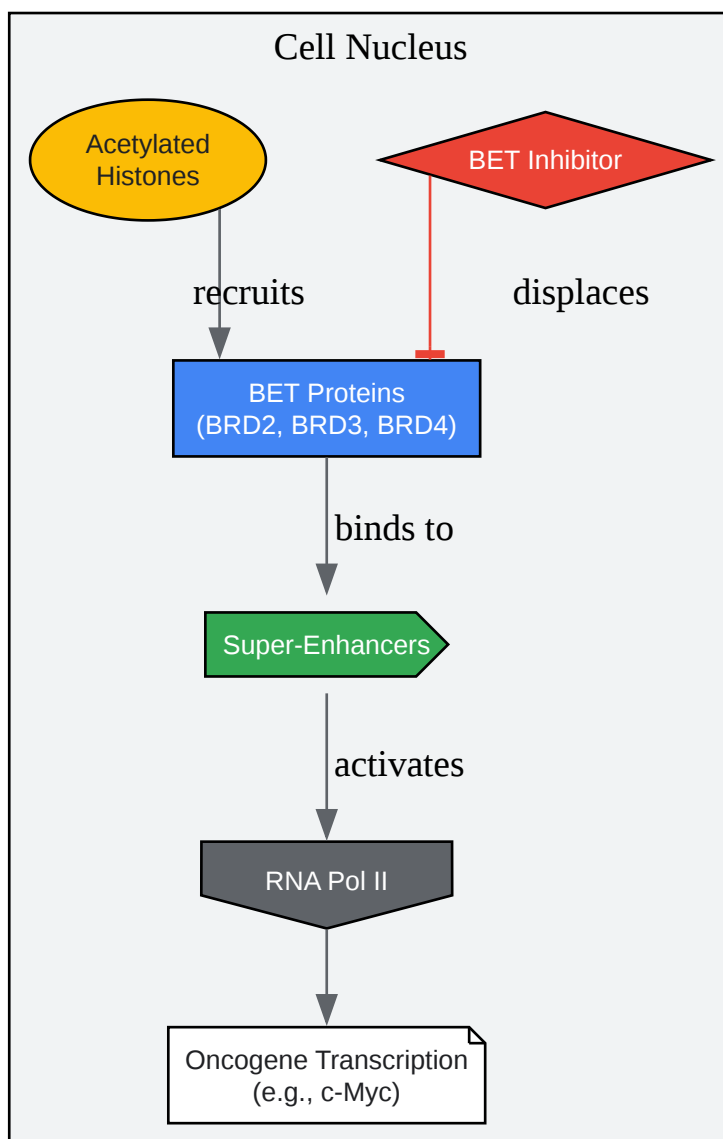 Cell Nucleus
Acetylated
Histones
BET Inhibitor
recruits
displaces
BET Proteins
(BRD2, BRD3, BRD4)
binds to
Super-Enhancers
activates
RNA Pol II
Oncogene Transcription
(e.g., c-Myc)